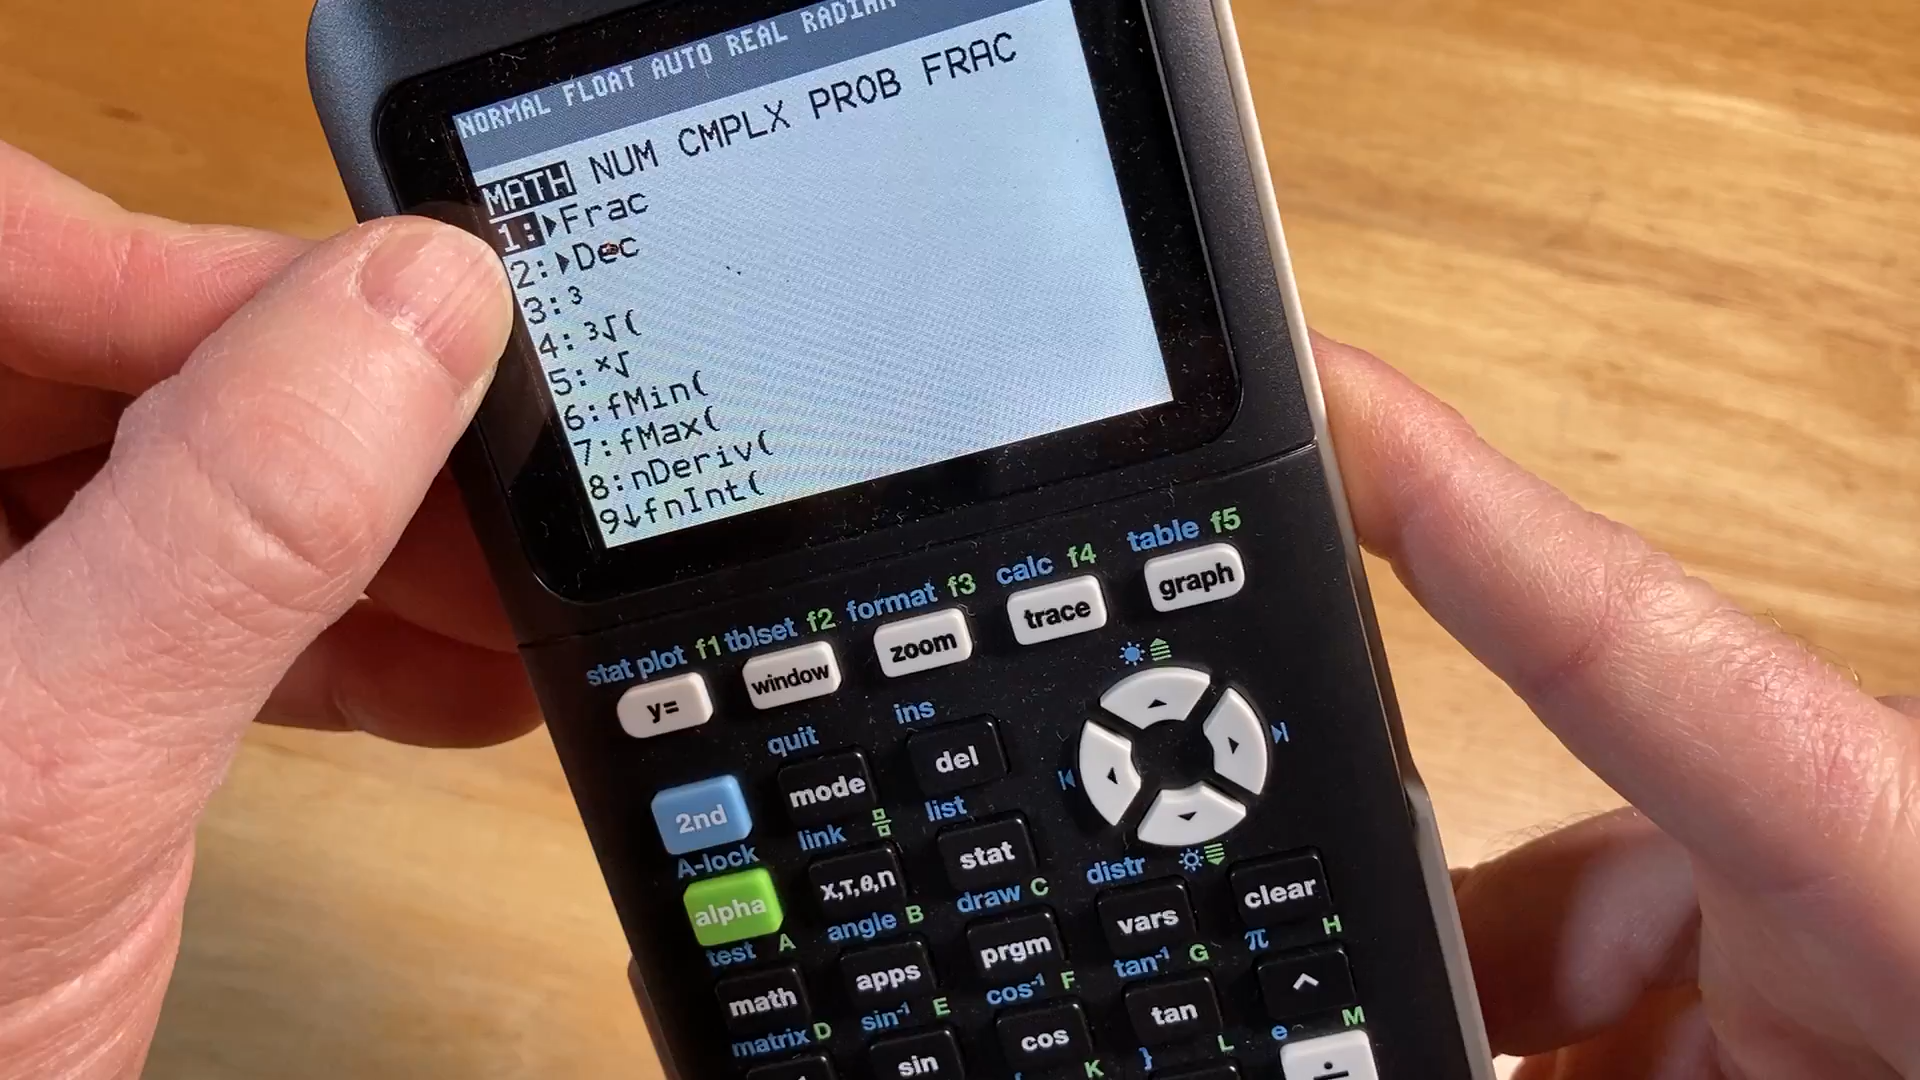 NORMAL FLOAT AUTO REAL RADIAN
MATH NUM CMPLX PROB FRAC
1:►Frac
2:►Dec
3:³
4:³√(
5:ˣ√
6:fMin(
7:fMax(
8:nDeriv(
9↓fnInt(
stat plot f1 tblset f2 format f3 calc f4 table f5
y= window zoom trace graph
quit ins
2nd mode del
A-lock link list
alpha X,T,θ,n stat
test A angle B draw C distr
math apps prgm vars clear
matrix D sin⁻¹ E cos⁻¹ F tan⁻¹ G π H
sin cos tan ^
K } L e M
÷